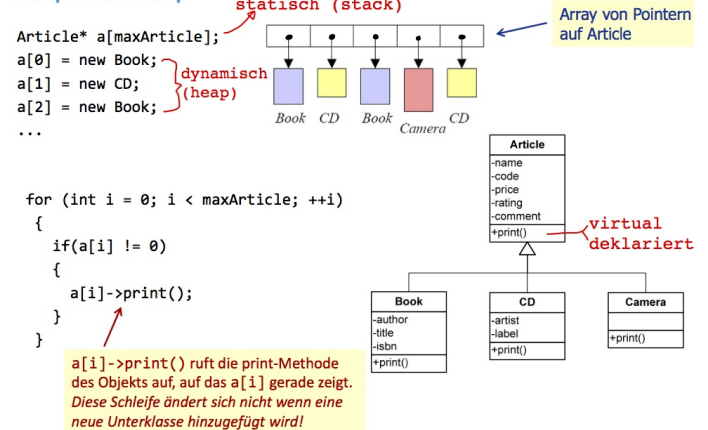 statisch (stack)
Article* a[maxArticle];
a[0] = new Book;
a[1] = new CD;
a[2] = new Book;
...
dynamisch
(heap)
Array von Pointern
auf Article
Book CD Book Camera CD
for (int i = 0; i < maxArticle; ++i)
{
if(a[i] != 0)
{
a[i]->print();
}
}
a[i]->print() ruft die print-Methode
des Objekts auf, auf das a[i] gerade zeigt.
Diese Schleife ändert sich nicht wenn eine
neue Unterklasse hinzugefügt wird!
Article
-name
-code
-price
-rating
-comment
+print()
virtual
deklariert
Book
-author
-title
-isbn
+print()
CD
-artist
-label
+print()
Camera
+print()